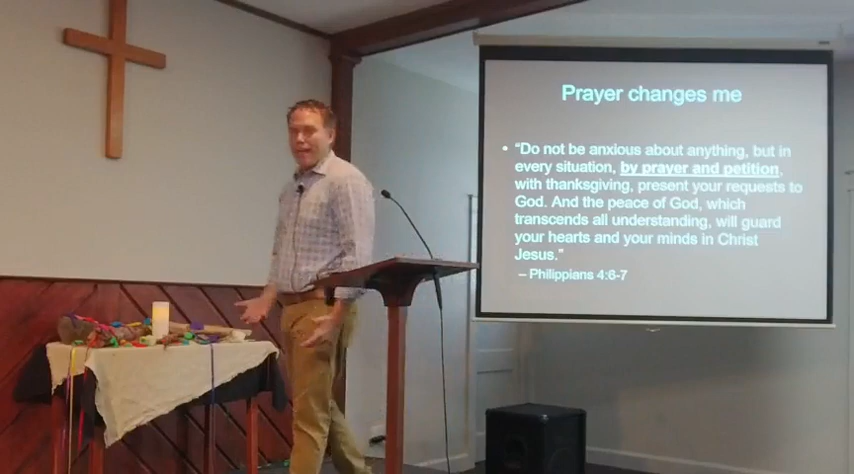 Prayer changes me
• "Do not be anxious about anything, but in
every situation, by prayer and petition,
with thanksgiving, present your requests to
God. And the peace of God, which
transcends all understanding, will guard
your hearts and your minds in Christ
Jesus."
– Philippians 4:6-7